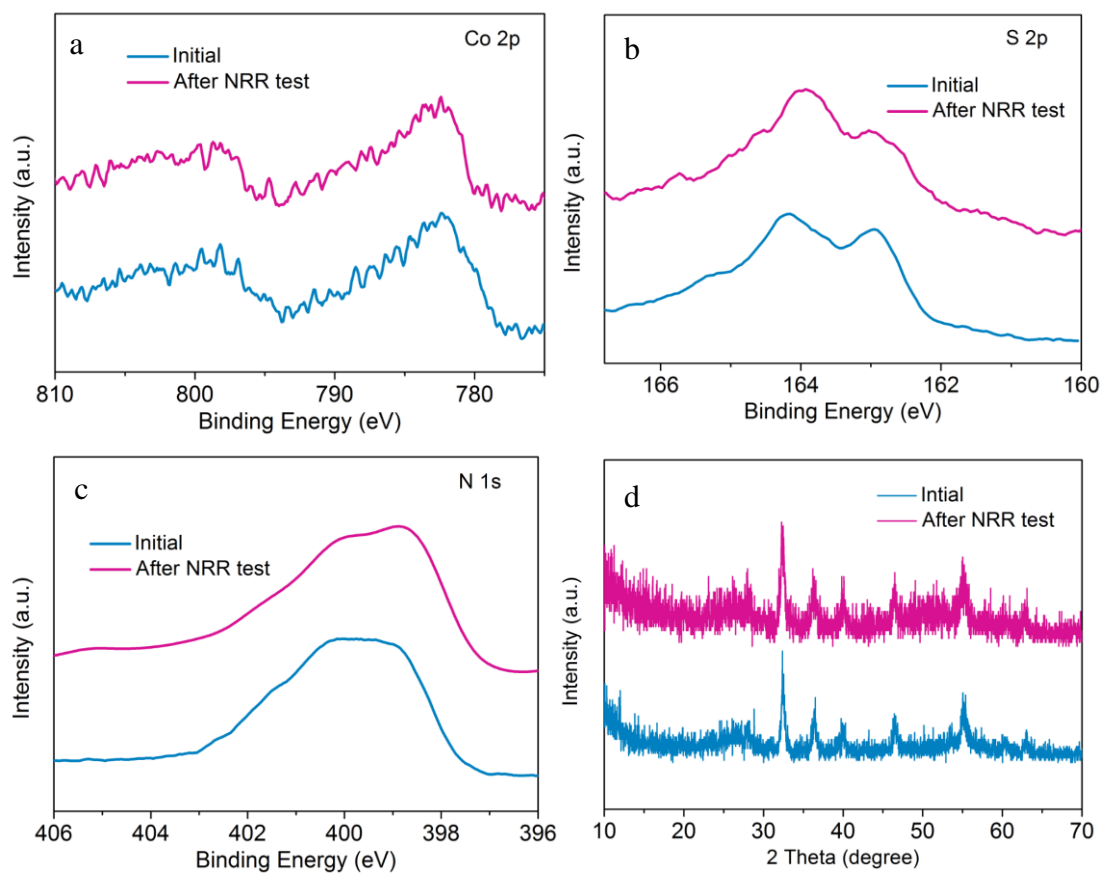 a
Co 2p
Initial
After NRR test
Intensity (a.u.)
810 800 790 780
Binding Energy (eV)
b
S 2p
Initial
After NRR test
Intensity (a.u.)
166 164 162 160
Binding Energy (eV)
c
N 1s
Initial
After NRR test
Intensity (a.u.)
406 404 402 400 398 396
Binding Energy (eV)
d
Intial
After NRR test
Intensity (a.u.)
10 20 30 40 50 60 70
2 Theta (degree)